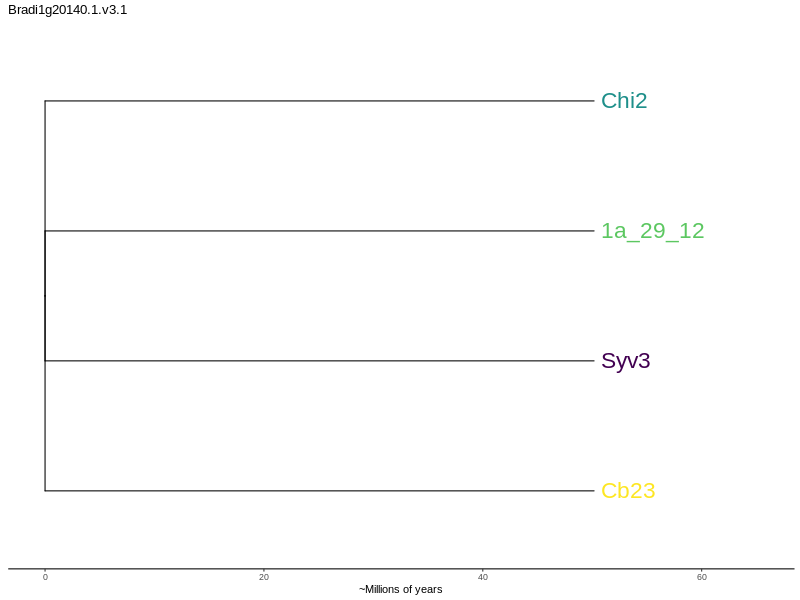 Bradi1g20140.1.v3.1
Chi2
1a_29_12
Syv3
Cb23
0 20 40 60
~Millions of years